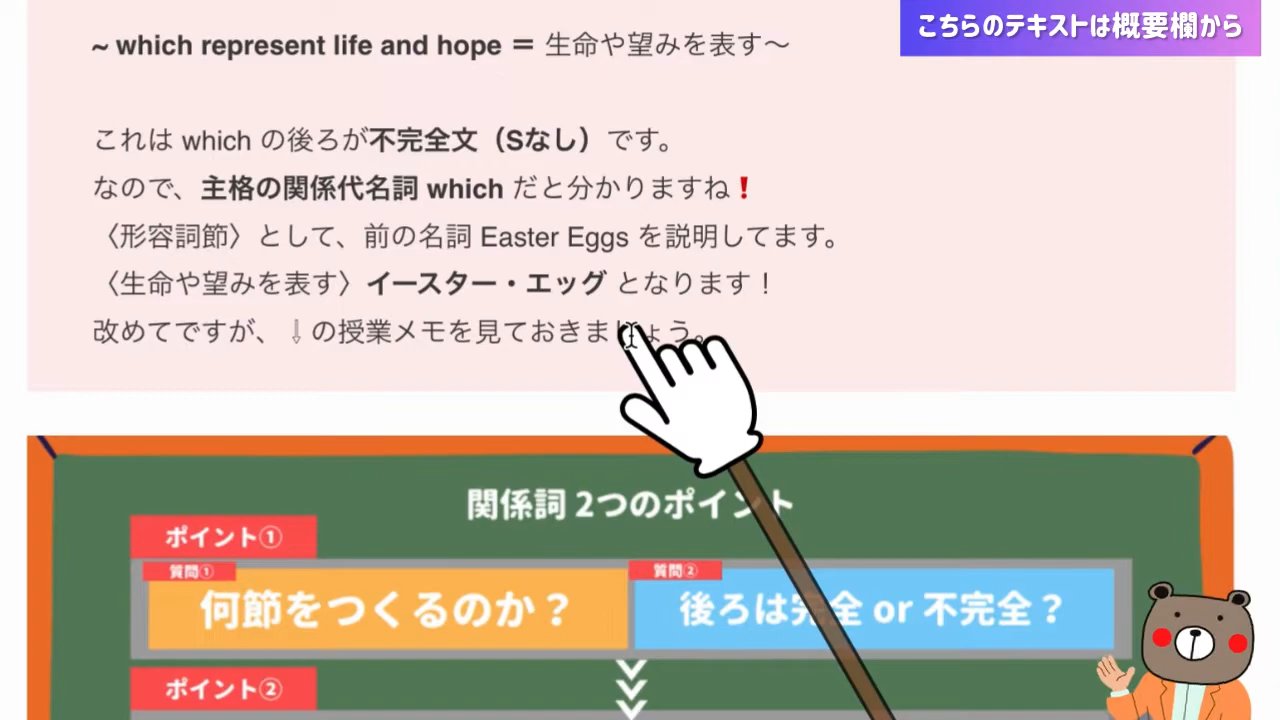 こちらのテキストは概要欄から
~ which represent life and hope ＝ 生命や望みを表す〜
これは which の後ろが不完全文（Sなし）です。
なので、主格の関係代名詞 which だと分かりますね❗
〈形容詞節〉として、前の名詞 Easter Eggs を説明してます。
〈生命や望みを表す〉イースター・エッグ となります！
改めてですが、⇩の授業メモを見ておきましょう。
関係詞 2つのポイント
ポイント①
質問①
何節をつくるのか？
質問②
後ろは完全 or 不完全？
ポイント②